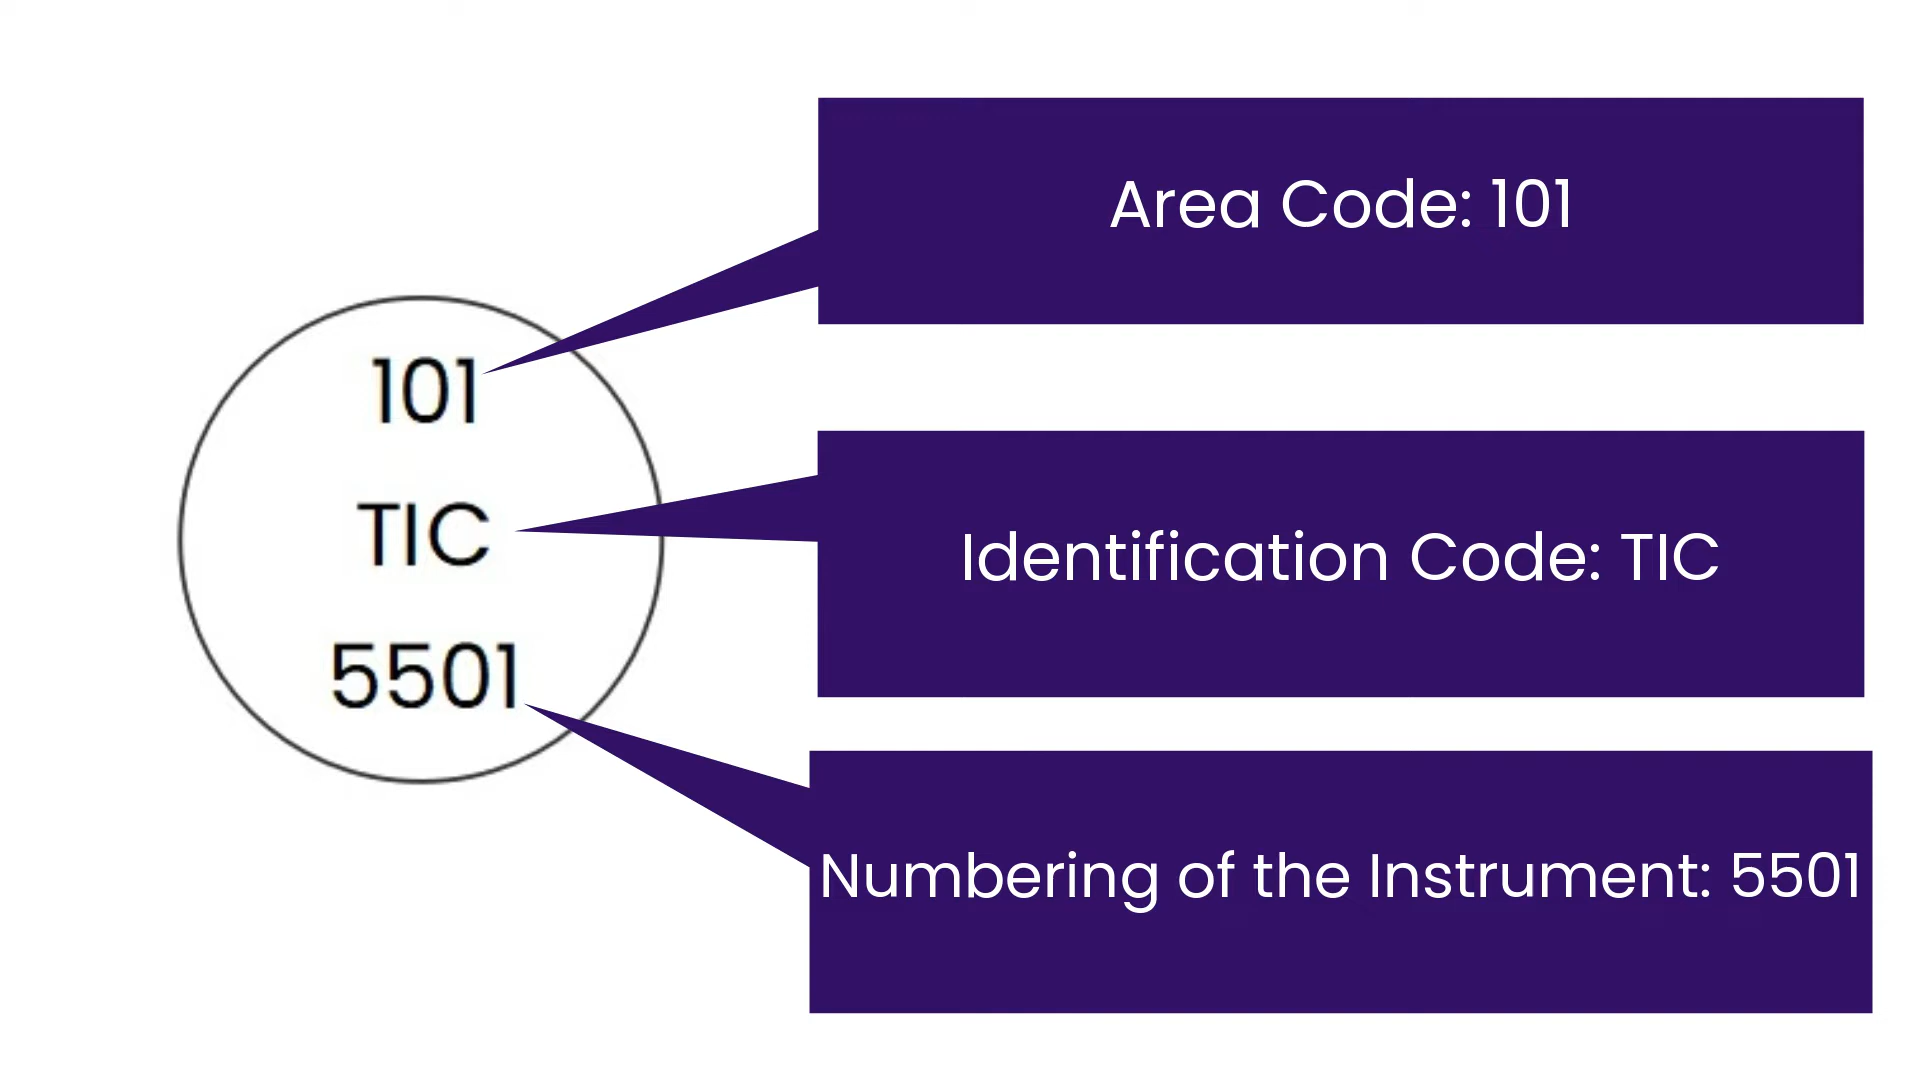 101
TIC
5501
Area Code: 101
Identification Code: TIC
Numbering of the Instrument: 5501